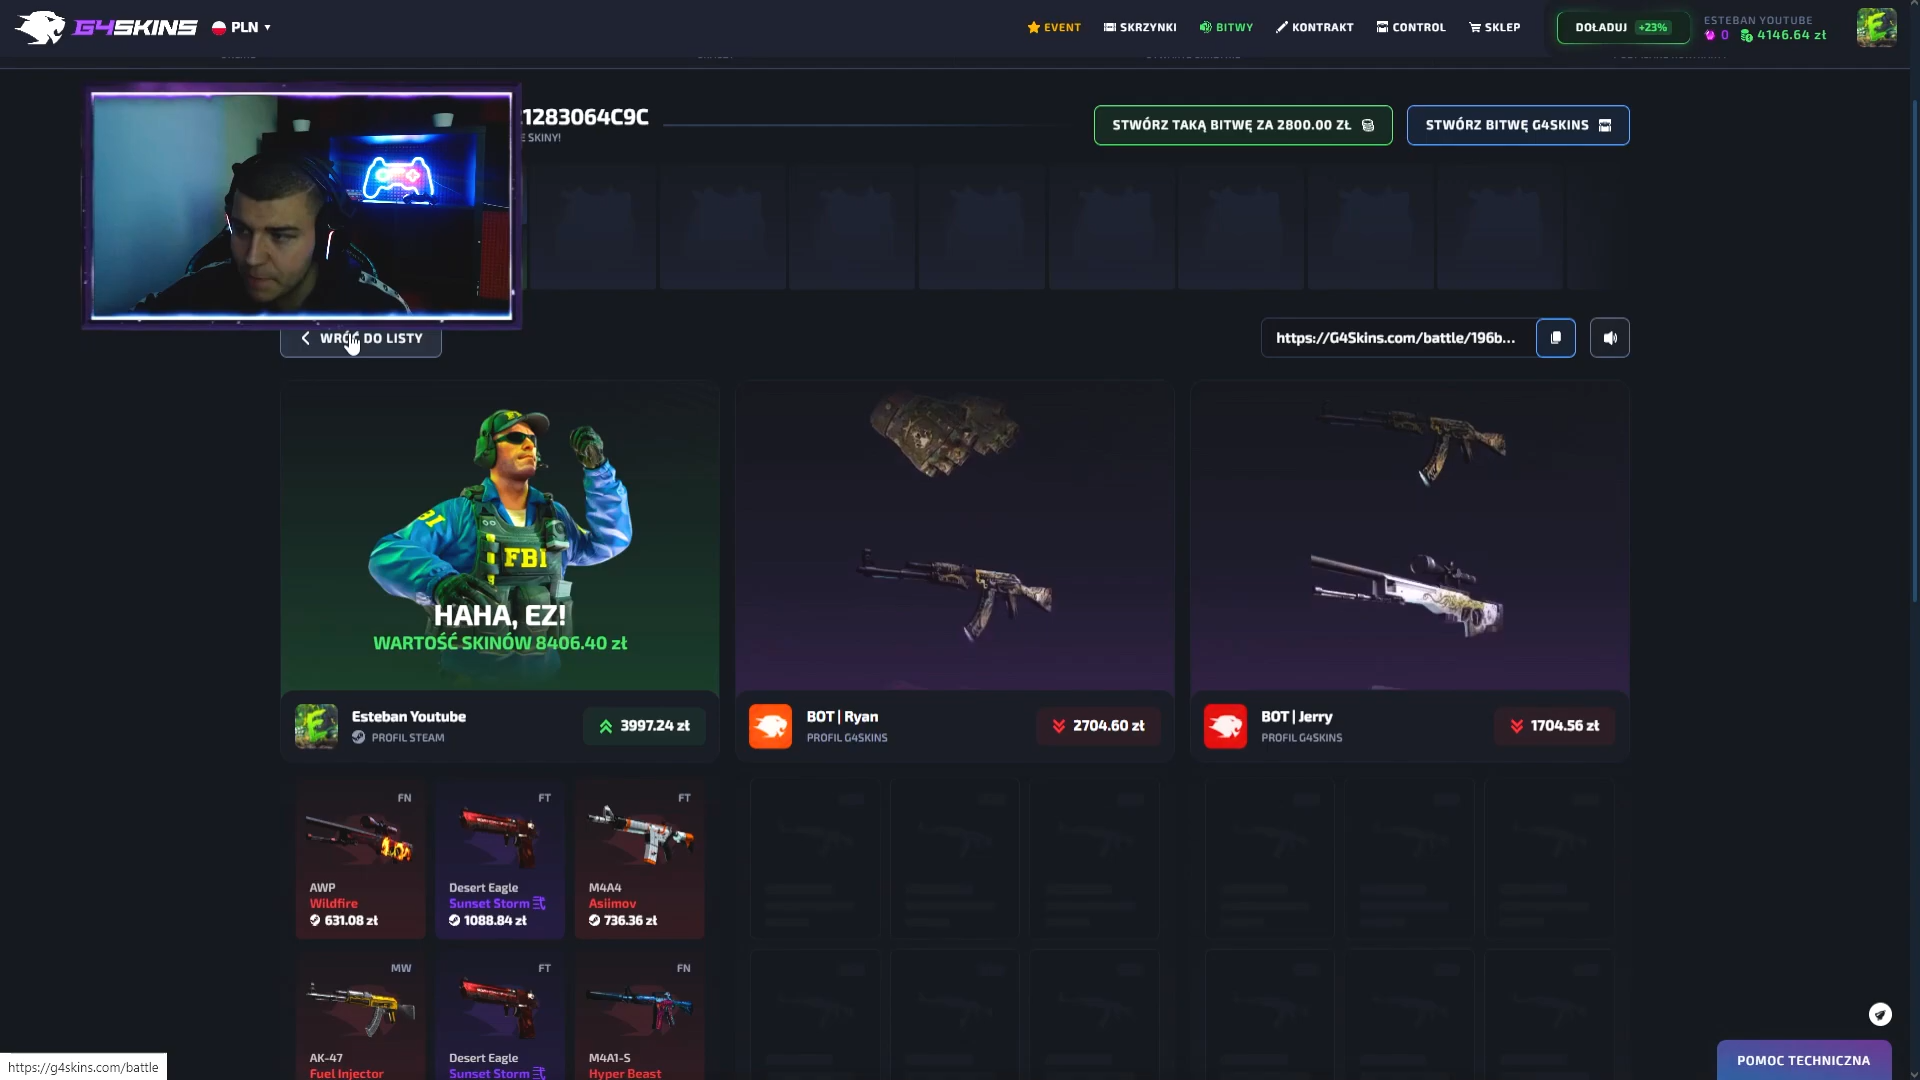 G4SKINS
PLN
EVENT
SKRZYNKI
BITWY
KONTRAKT
CONTROL
SKLEP
DOŁADUJ +23%
ESTEBAN YOUTUBE
0 4146.64 zł
1283064C9C
E SKINY!
STWÓRZ TAKĄ BITWĘ ZA 2800.00 ZŁ
STWÓRZ BITWĘ G4SKINS
WRÓĆ DO LISTY
https://G4Skins.com/battle/196b...
FBI
HAHA, EZ!
WARTOŚĆ SKINÓW 8406.40 zł
Esteban Youtube
PROFIL STEAM
3997.24 zł
BOT | Ryan
PROFIL G4SKINS
2704.60 zł
BOT | Jerry
PROFIL G4SKINS
1704.56 zł
FN
AWP
Wildfire
631.08 zł
FT
Desert Eagle
Sunset Storm 弐
1088.84 zł
FT
M4A4
Asiimov
736.36 zł
MW
AK-47
Fuel Injector
FT
Desert Eagle
Sunset Storm 弐
FN
M4A1-S
Hyper Beast
POMOC TECHNICZNA
https://g4skins.com/battle